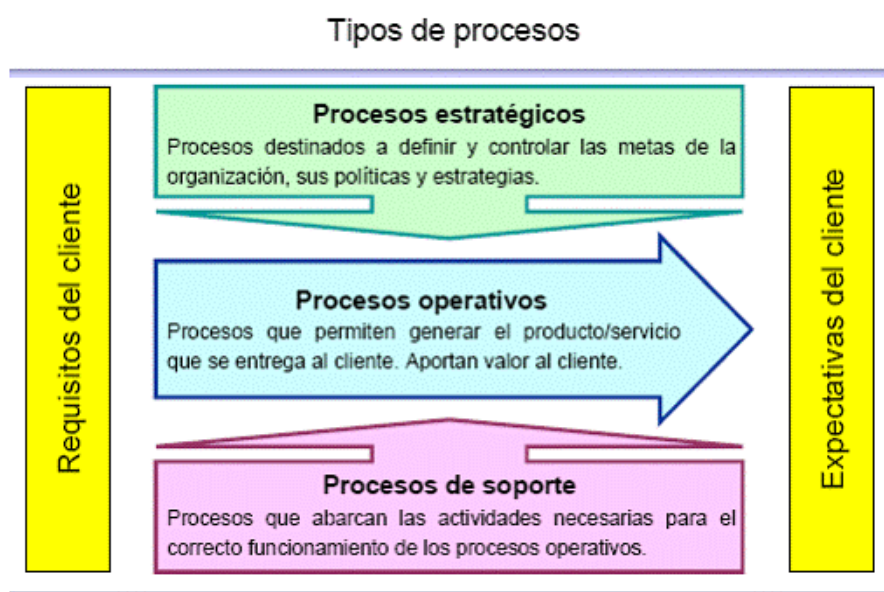 Tipos de procesos
Requisitos del cliente
Procesos estratégicos
Procesos destinados a definir y controlar las metas de la
organización, sus políticas y estrategias.
Procesos operativos
Procesos que permiten generar el producto/servicio
que se entrega al cliente. Aportan valor al cliente.
Procesos de soporte
Procesos que abarcan las actividades necesarias para el
correcto funcionamiento de los procesos operativos.
Expectativas del cliente